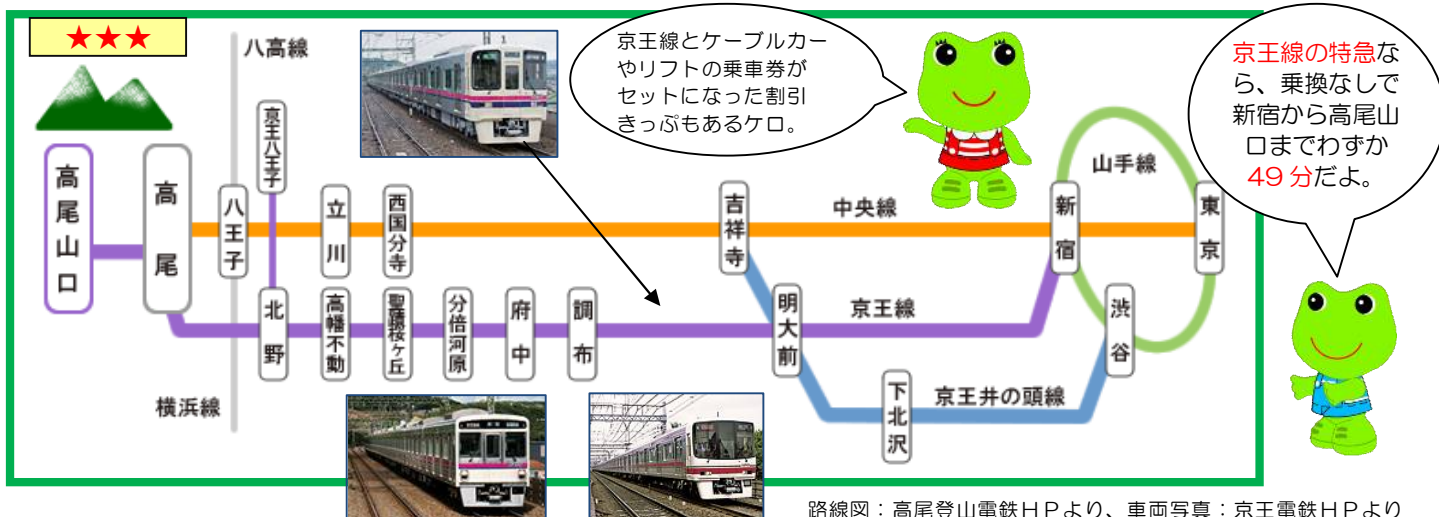 ★★★
八高線
京王線とケーブルカー
やリフトの乗車券が
セットになった割引
きっぷもあるケロ。
京王線の特急な
ら、乗換なしで
新宿から高尾山
口までわずか
49分だよ。
高尾山口
高尾
八王子
京王八王子
立川
西国分寺
吉祥寺
中央線
新宿
山手線
東京
北野
高幡不動
聖蹟桜ヶ丘
分倍河原
府中
調布
明大前
京王線
渋谷
横浜線
下北沢
京王井の頭線
路線図：高尾登山電鉄ＨＰより、車両写真：京王電鉄ＨＰより